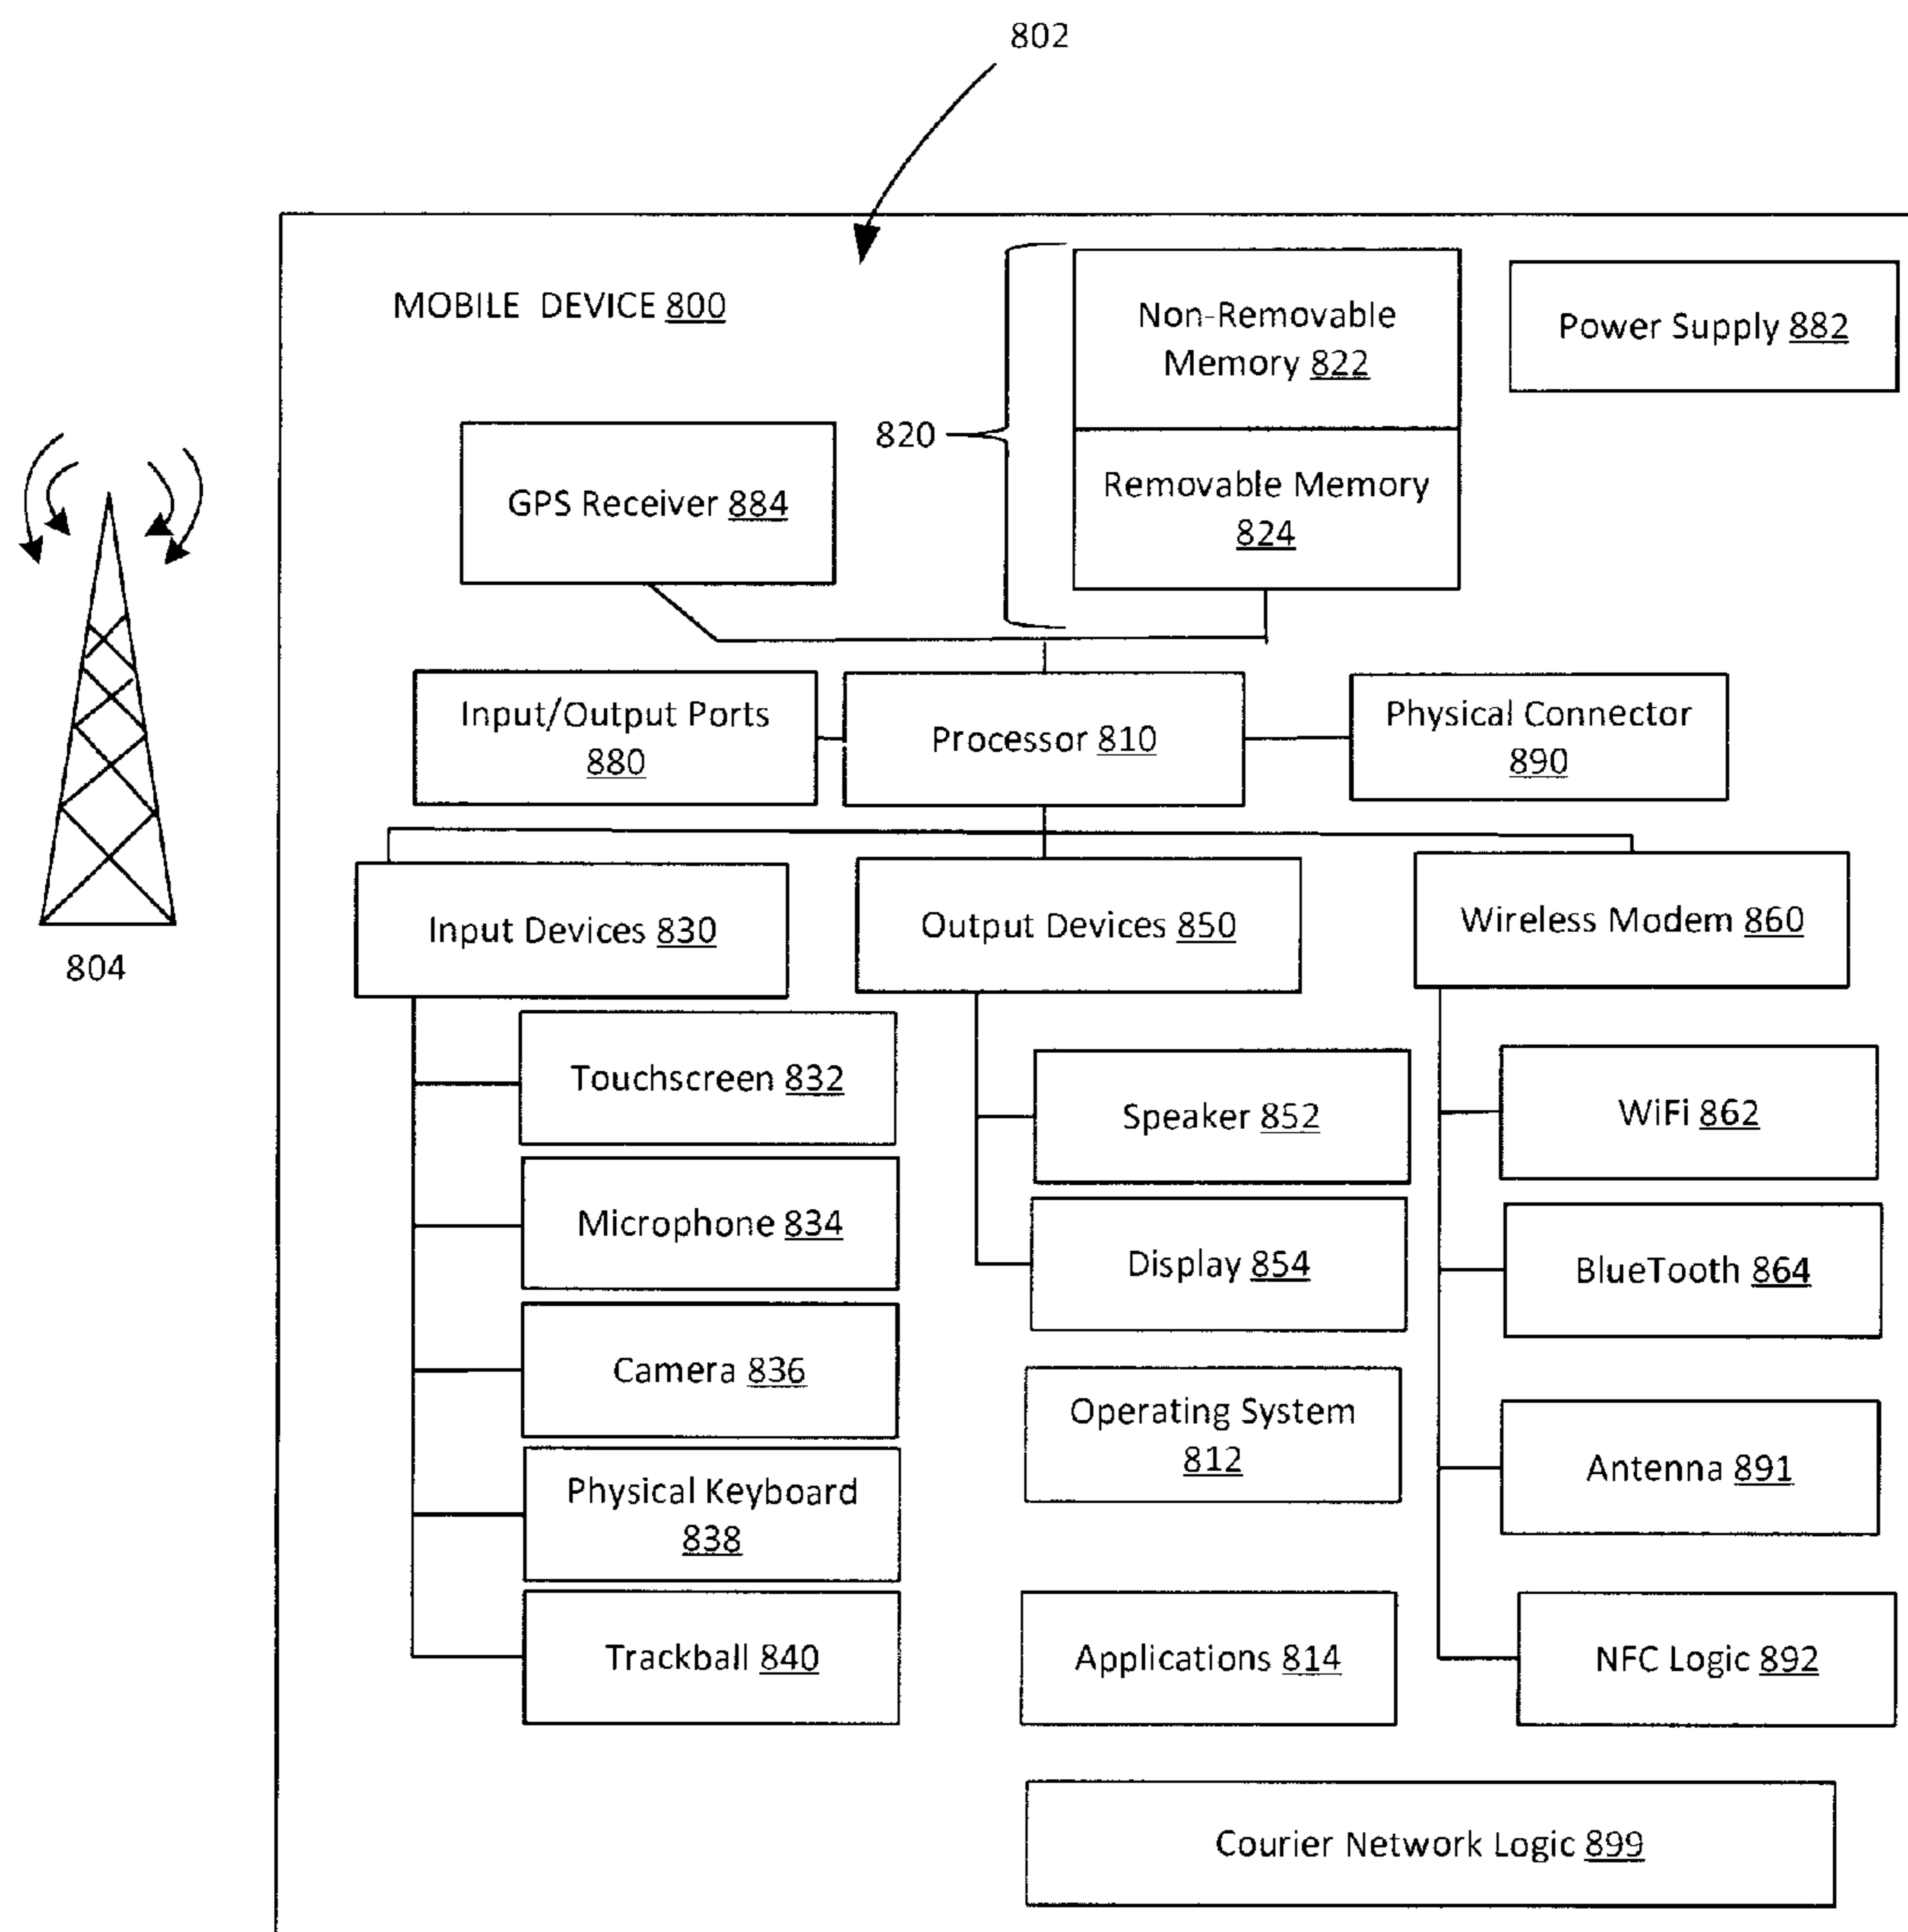 802
MOBILE DEVICE 800
Non-Removable
Memory 822
Power Supply 882
820
GPS Receiver 884
Removable Memory
824
Input/Output Ports
880
Processor 810
Physical Connector
890
Input Devices 830
Output Devices 850
Wireless Modem 860
804
Touchscreen 832
Speaker 852
WiFi 862
Microphone 834
Display 854
BlueTooth 864
Camera 836
Operating System
812
Antenna 891
Physical Keyboard
838
Trackball 840
Applications 814
NFC Logic 892
Courier Network Logic 899